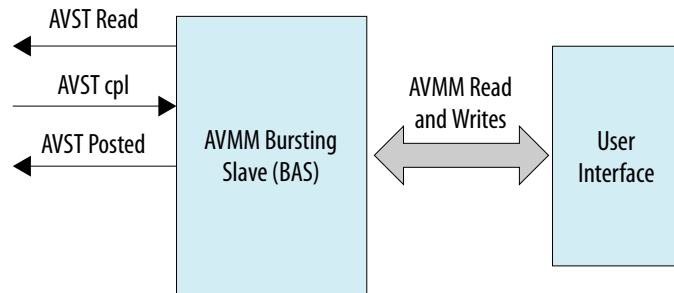 AVST Read
AVST cpl
AVST Posted
AVMM Bursting
Slave (BAS)
AVMM Read
and Writes
User
Interface